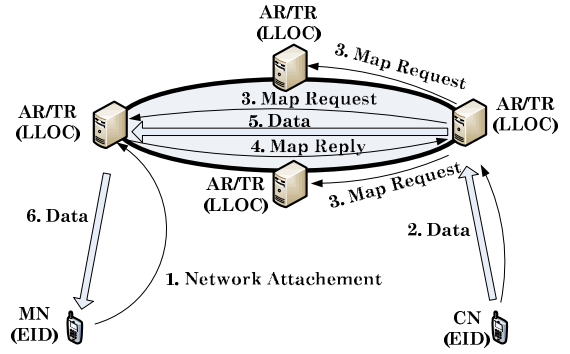 AR/TR
(LLOC)
3. Map Request
AR/TR
(LLOC)
3. Map Request
5. Data
4. Map Reply
AR/TR
(LLOC)
AR/TR
(LLOC)
3. Map Request
6. Data
2. Data
1. Network Attachement
MN
(EID)
CN
(EID)